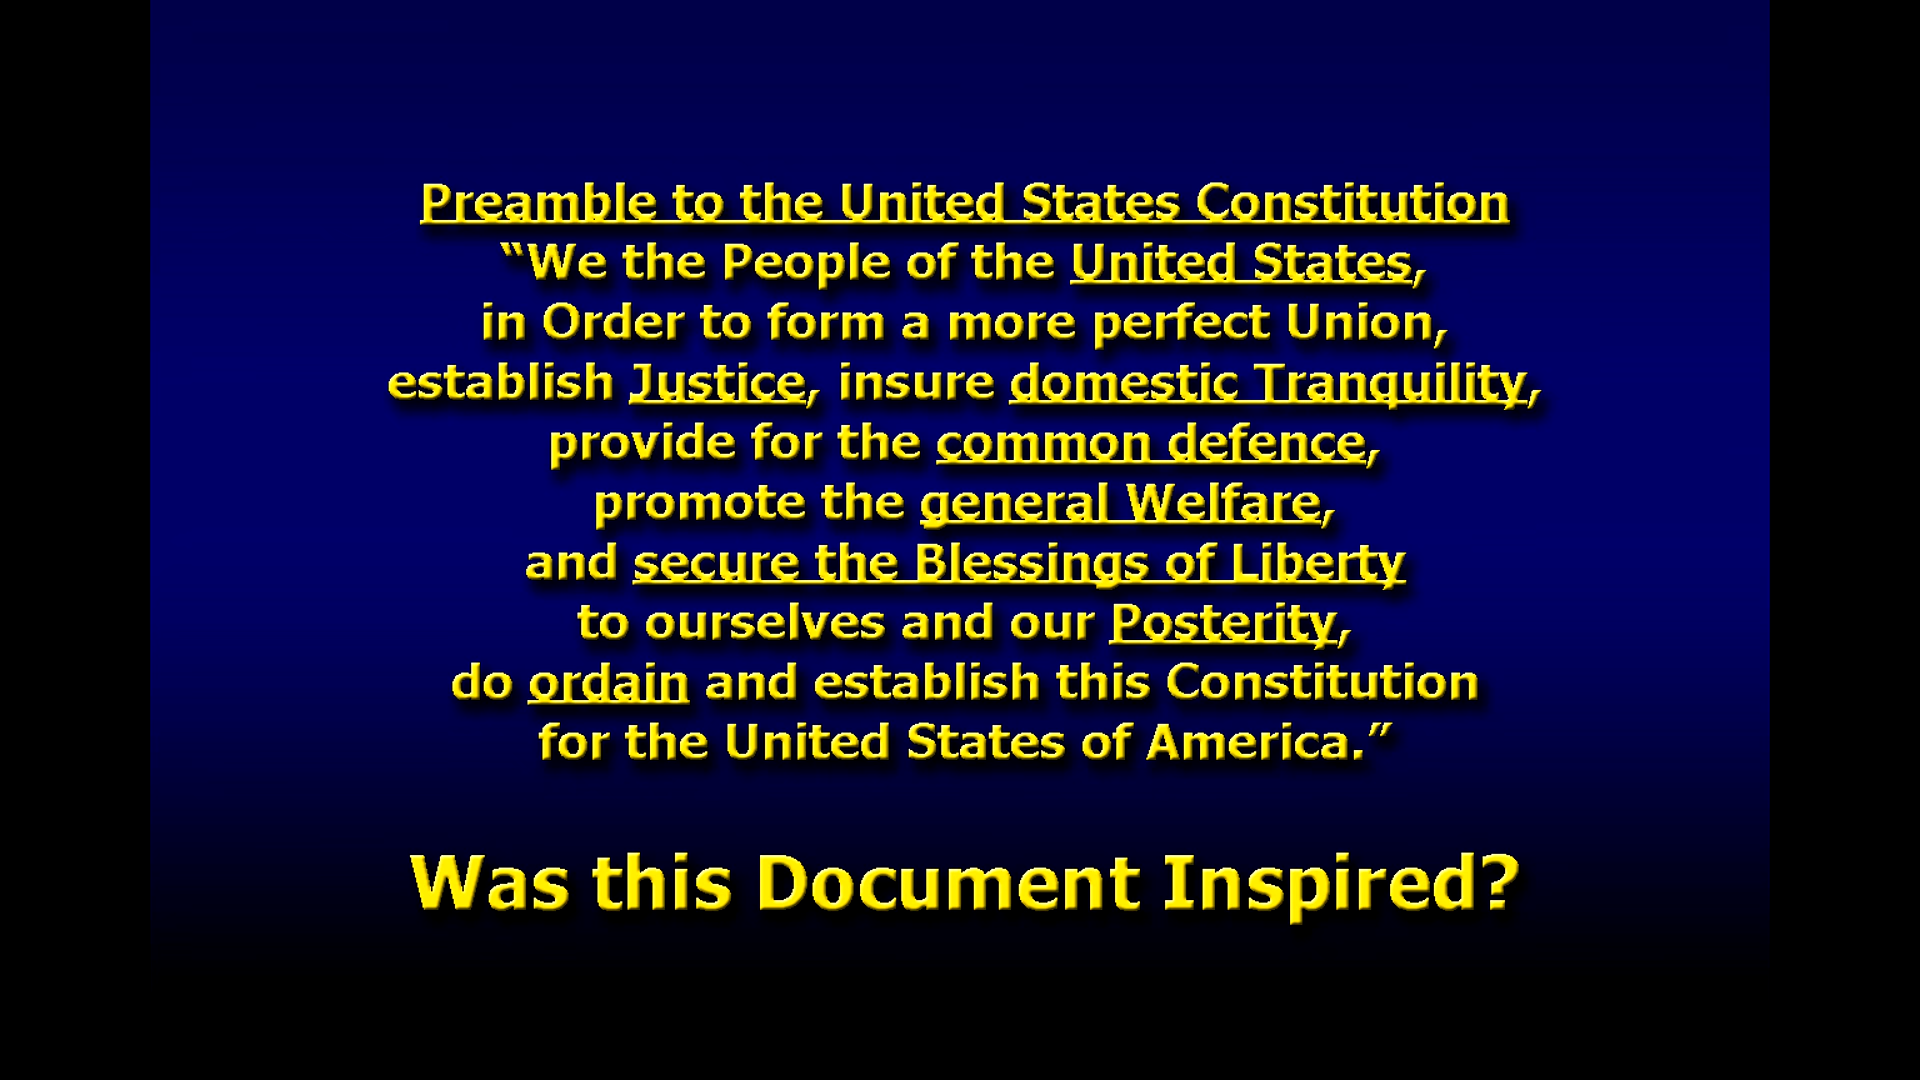 Preamble to the United States Constitution
“We the People of the United States,
in Order to form a more perfect Union,
establish Justice, insure domestic Tranquility,
provide for the common defence,
promote the general Welfare,
and secure the Blessings of Liberty
to ourselves and our Posterity,
do ordain and establish this Constitution
for the United States of America.”
Was this Document Inspired?